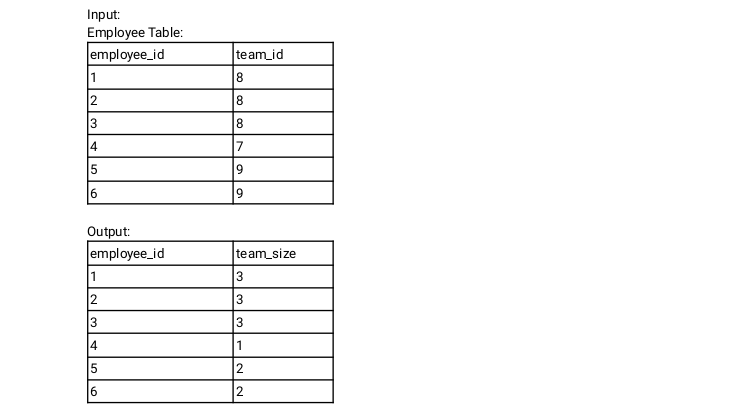 Input:
Employee Table:
employee_id team_id
1 8
2 8
3 8
4 7
5 9
6 9
Output:
employee_id team_size
1 3
2 3
3 3
4 1
5 2
6 2